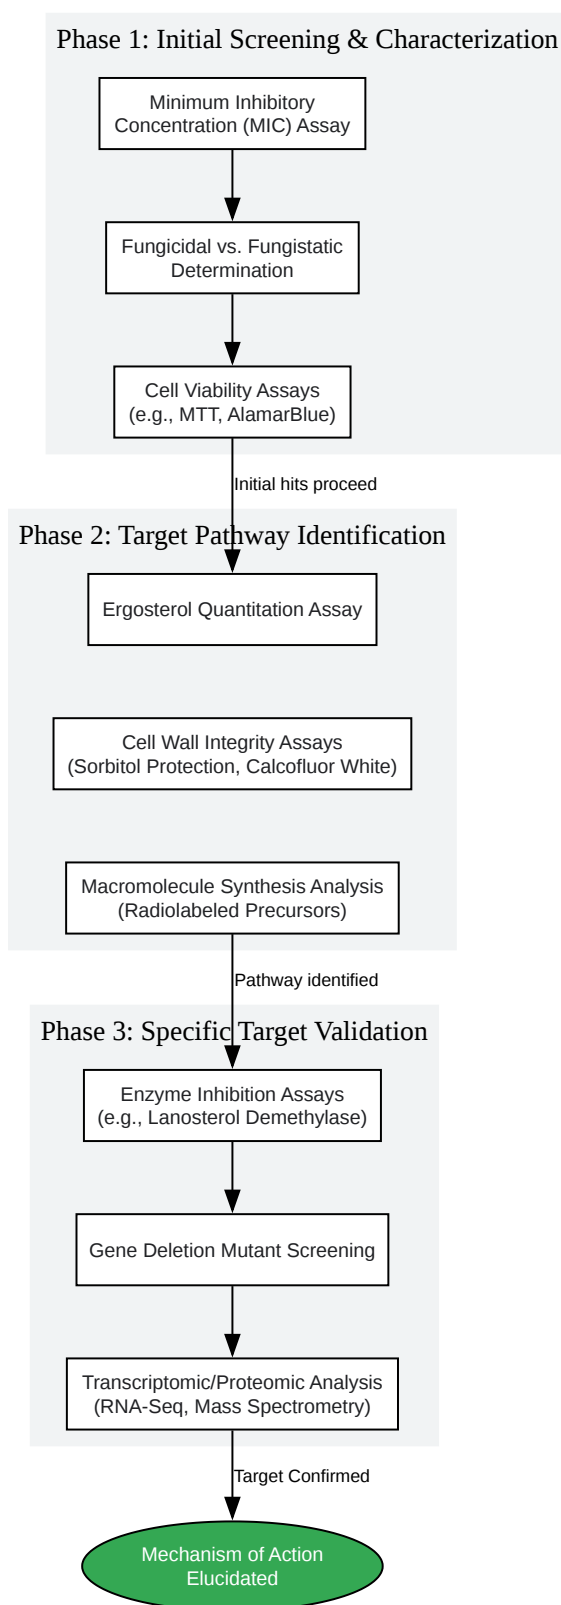 Phase 1: Initial Screening & Characterization
Minimum Inhibitory
Concentration (MIC) Assay
Fungicidal vs. Fungistatic
Determination
Cell Viability Assays
(e.g., MTT, AlamarBlue)
Initial hits proceed
Phase 2: Target Pathway Identification
Ergosterol Quantitation Assay
Cell Wall Integrity Assays
(Sorbitol Protection, Calcofluor White)
Macromolecule Synthesis Analysis
(Radiolabeled Precursors)
Pathway identified
Phase 3: Specific Target Validation
Enzyme Inhibition Assays
(e.g., Lanosterol Demethylase)
Gene Deletion Mutant Screening
Transcriptomic/Proteomic Analysis
(RNA-Seq, Mass Spectrometry)
Target Confirmed
Mechanism of Action
Elucidated